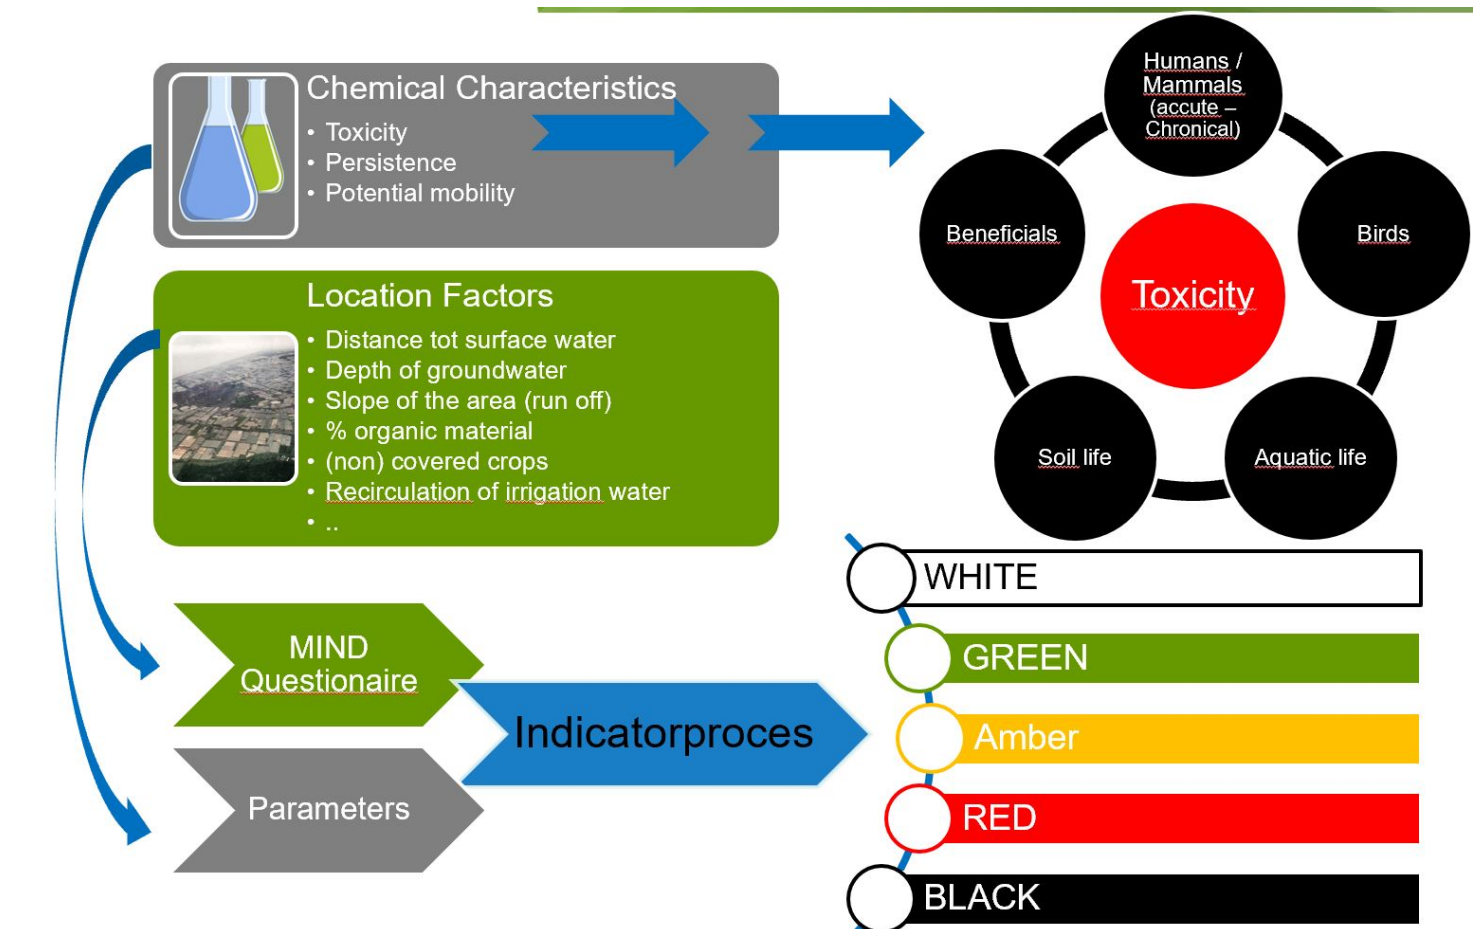 Chemical Characteristics
• Toxicity
• Persistence
• Potential mobility
Location Factors
• Distance tot surface water
• Depth of groundwater
• Slope of the area (run off)
• % organic material
• (non) covered crops
• Recirculation of irrigation water
• ..
MIND
Questionaire
Parameters
Indicatorproces
Humans /
Mammals
(accute –
Chronical)
Beneficials
Birds
Toxicity
Soil life
Aquatic life
WHITE
GREEN
Amber
RED
BLACK